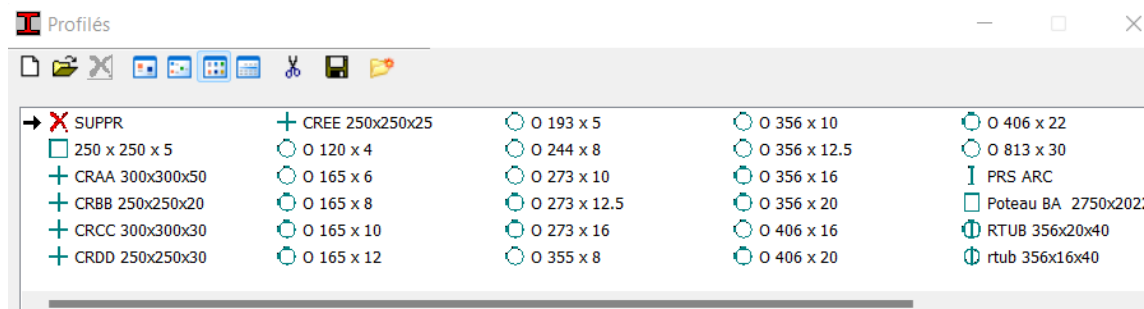 Profilés
SUPPR
250 x 250 x 5
CRAA 300x300x50
CRBB 250x250x20
CRCC 300x300x30
CRDD 250x250x30
CREE 250x250x25
O 120 x 4
O 165 x 6
O 165 x 8
O 165 x 10
O 165 x 12
O 193 x 5
O 244 x 8
O 273 x 10
O 273 x 12.5
O 273 x 16
O 355 x 8
O 356 x 10
O 356 x 12.5
O 356 x 16
O 356 x 20
O 406 x 16
O 406 x 20
O 406 x 22
O 813 x 30
PRS ARC
Poteau BA 2750x2022
RTUB 356x20x40
rtub 356x16x40